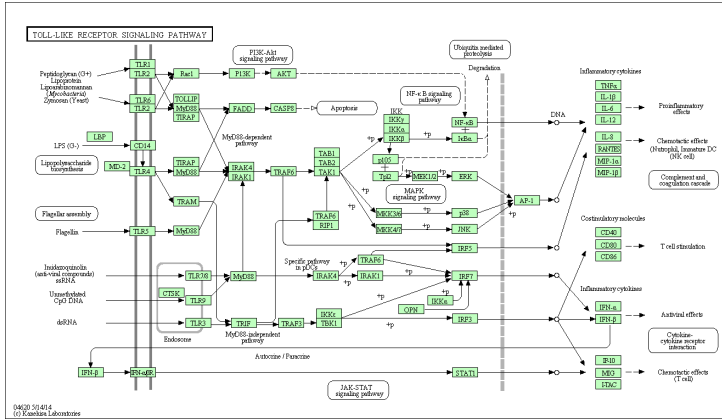 TOLL-LIKE RECEPTOR SIGNALING PATHWAY
PI3K-Akt
signaling pathway
Ubiquitin mediated
proteolysis
Degradation
Peptidoglycan (G+)
Lipoprotein
Lipoarabinomannan
(Mycobacteria)
Zymosan (Yeast)
TLR1
TLR2
TLR6
TLR2
Rac1
PI3K
AKT
TOLLIP
MyD88
TIRAP
FADD
CASP8
Apoptosis
NF-κB signaling
pathway
MyD88-dependent
pathway
IKKγ
IKKα
IKKβ
+p
NF-κB
IκBα
+p
DNA
Inflammatory cytokines
TNFα
IL-1β
IL-6
IL-12
Proinflammatory
effects
IL-8
RANTES
MIP-1α
MIP-1β
Chemotactic effects
(Neutrophil, Immature DC
(NK cell)
Complement and
coagulation cascade
LBP
LPS (G-)
CD14
MD-2
Lipopolysaccharide
biosynthesis
TLR4
TIRAP
MyD88
TRAM
IRAK4
IRAK1
TRAF6
TAB1
TAB2
TAK1
p105
Tpl2
+p
MEK1/2
+p
ERK
MAPK
signaling pathway
+p
MKK3/6
+p
p38
+p
MKK4/7
+p
JNK
AP-1
Flagellar assembly
Flagellin
TLR5
MyD88
TRAF6
RIP1
IRF5
Costimulatory molecules
CD40
CD80
CD86
T cell stimulation
Imidazoquinolin
(anti-viral compounds)
ssRNA
Unmethylated
CpG DNA
dsRNA
TLR7/8
CTSK
TLR9
TLR3
Endosome
MyD88
Specific pathway
in pDCs
IRAK4
+p
TRAF6
IRAK1
+p
IRF7
IKKα
OPN
TRIF
TRAF3
IKKε
TBK1
+p
+p
IRF3
MyD88-independent
pathway
Inflammatory cytokines
IFN-α
IFN-β
Antiviral effects
Cytokine-
cytokine receptor
interaction
Autocrine / Paracrine
IFN-β
IFN-αβR
STAT1
JAK-STAT
signaling pathway
IP-10
MIG
I-TAC
Chemotactic effects
(T cell)
04620 5/14/14
(c) Kanehisa Laboratories